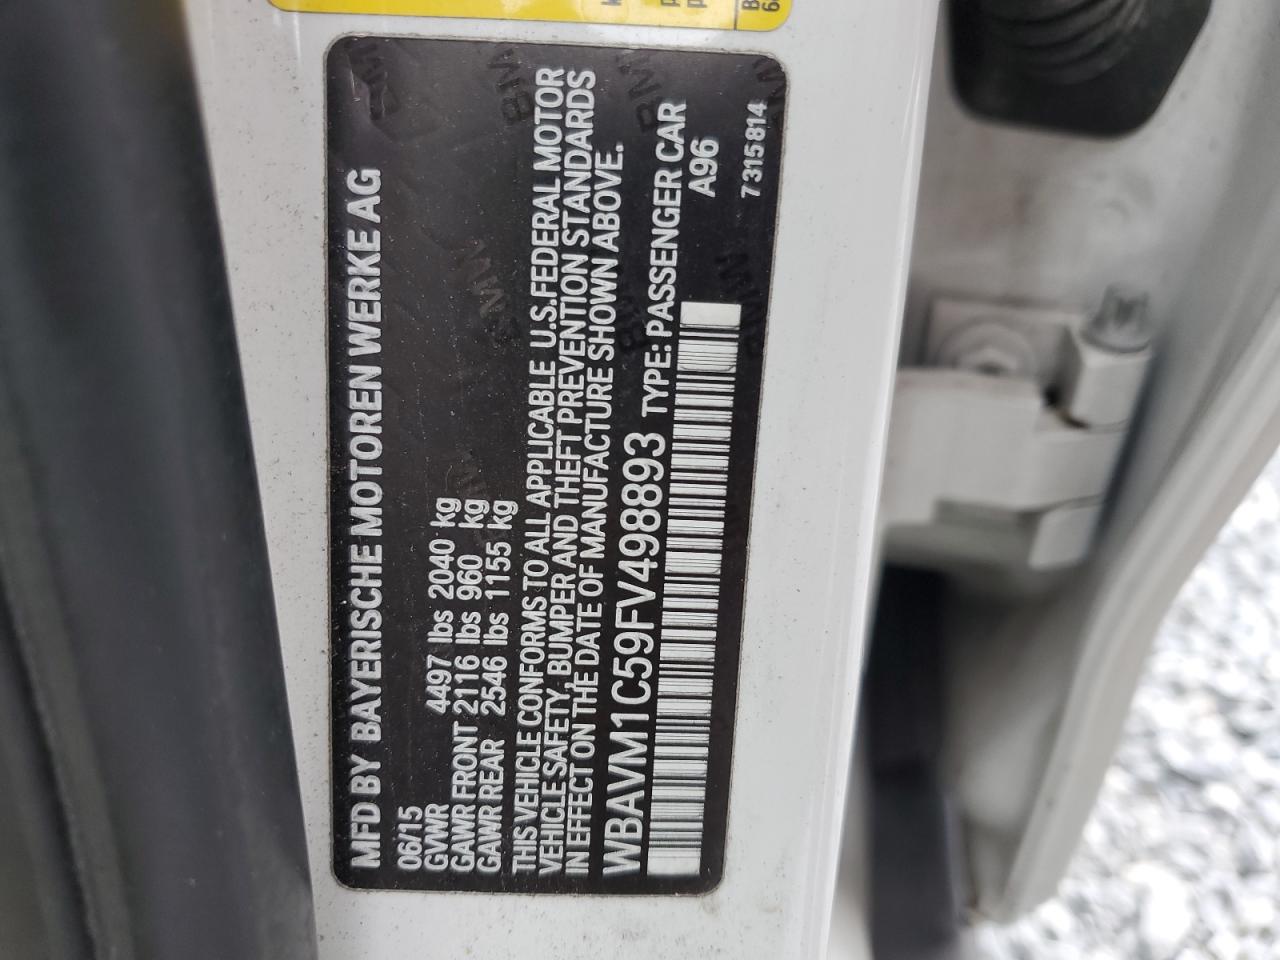 MFD BY BAYERISCHE MOTOREN WERKE AG
06/15
GVWR 4497 lbs 2040 kg
GAWR FRONT 2116 lbs 960 kg
GAWR REAR 2546 lbs 1155 kg
THIS VEHICLE CONFORMS TO ALL APPLICABLE U.S.FEDERAL MOTOR
VEHICLE SAFETY, BUMPER AND THEFT PREVENTION STANDARDS
IN EFFECT ON THE DATE OF MANUFACTURE SHOWN ABOVE.
WBAVM1C59FV498893 TYPE: PASSENGER CAR
A96
7315814